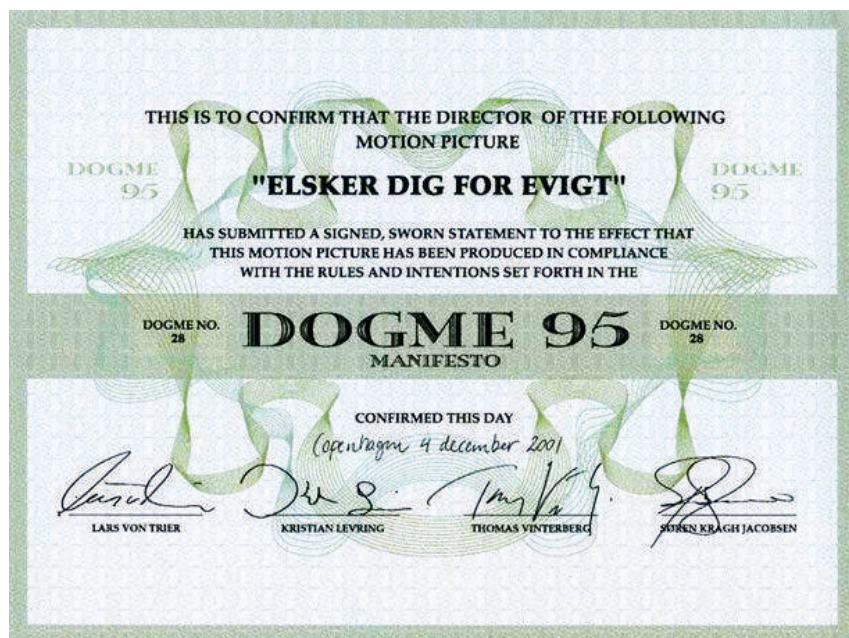 THIS IS TO CONFIRM THAT THE DIRECTOR OF THE FOLLOWING
MOTION PICTURE
DOGME
95
"ELSKER DIG FOR EVIGT"
DOGME
95
HAS SUBMITTED A SIGNED, SWORN STATEMENT TO THE EFFECT THAT
THIS MOTION PICTURE HAS BEEN PRODUCED IN COMPLIANCE
WITH THE RULES AND INTENTIONS SET FORTH IN THE
DOGME NO.
28
DOGME 95
MANIFESTO
DOGME NO.
28
CONFIRMED THIS DAY
Copenhagen 4 december 2001
LARS VON TRIER
KRISTIAN LEVRING
THOMAS VINTERBERG
SØREN KRAGH JACOBSEN